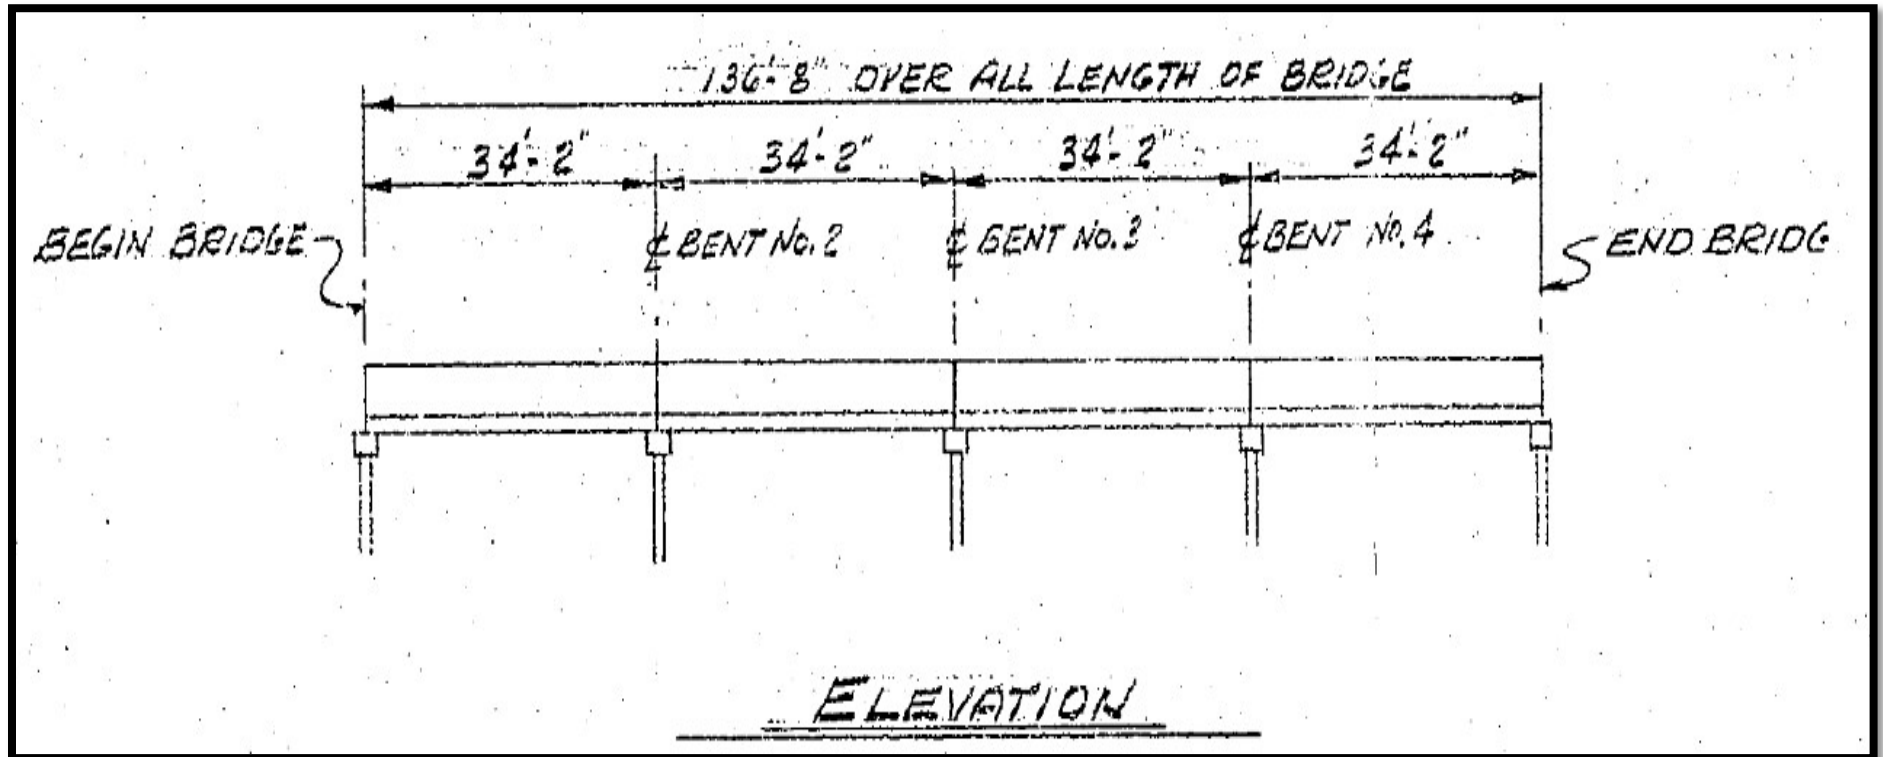 136'-8" OVER ALL LENGTH OF BRIDGE
34'-2" 34'-2" 34'-2" 34'-2"
BEGIN BRIDGE ℄ BENT No. 2 ℄ BENT No. 3 ℄ BENT No. 4 END BRIDG
ELEVATION